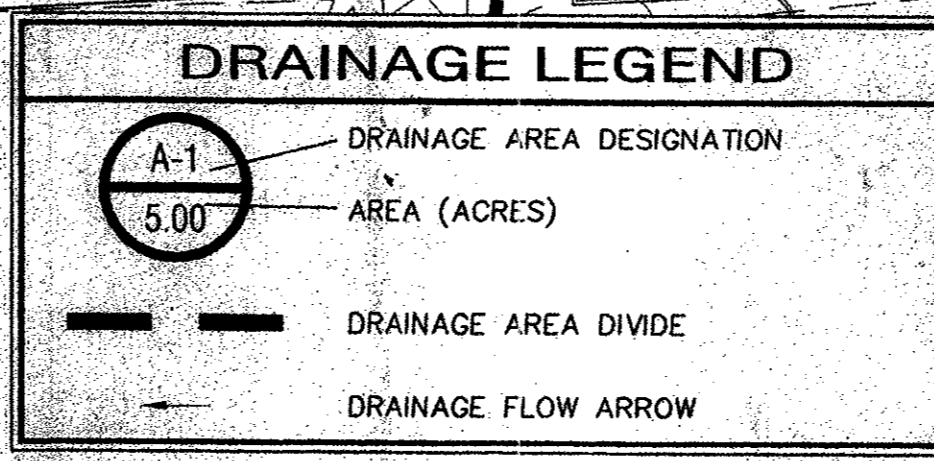 DRAINAGE LEGEND
A-1
DRAINAGE AREA DESIGNATION
5.00
AREA (ACRES)
DRAINAGE AREA DIVIDE
DRAINAGE FLOW ARROW